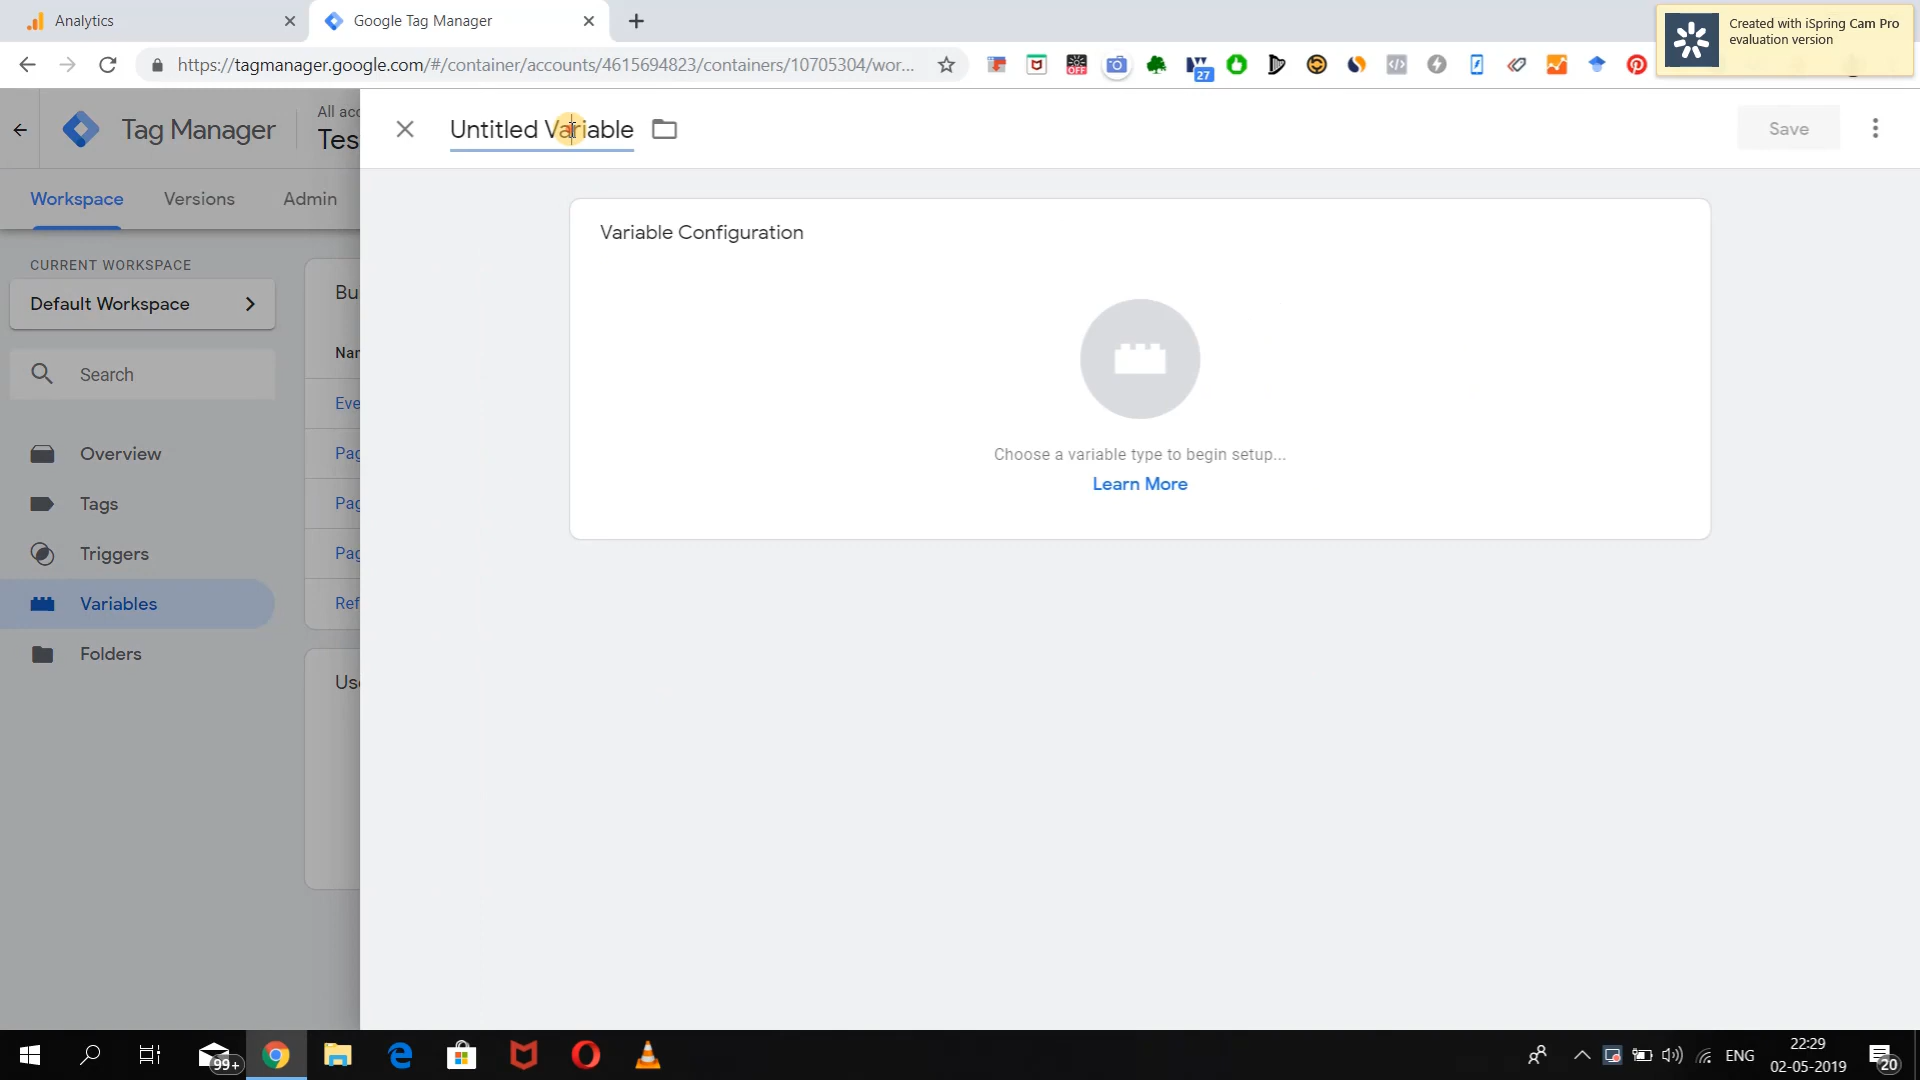 Analytics
Google Tag Manager
Created with iSpring Cam Pro
evaluation version
https://tagmanager.google.com/#/container/accounts/4615694823/containers/10705304/wor...
OFF
27
Tag Manager
All acc
Tes
Untitled Variable
Save
Workspace
Versions
Admin
Variable Configuration
CURRENT WORKSPACE
Default Workspace
Bu
Nar
Search
Eve
Overview
Pag
Choose a variable type to begin setup...
Learn More
Tags
Pag
Triggers
Pag
Variables
Ref
Folders
Use
99+
ENG
22:29
02-05-2019
20